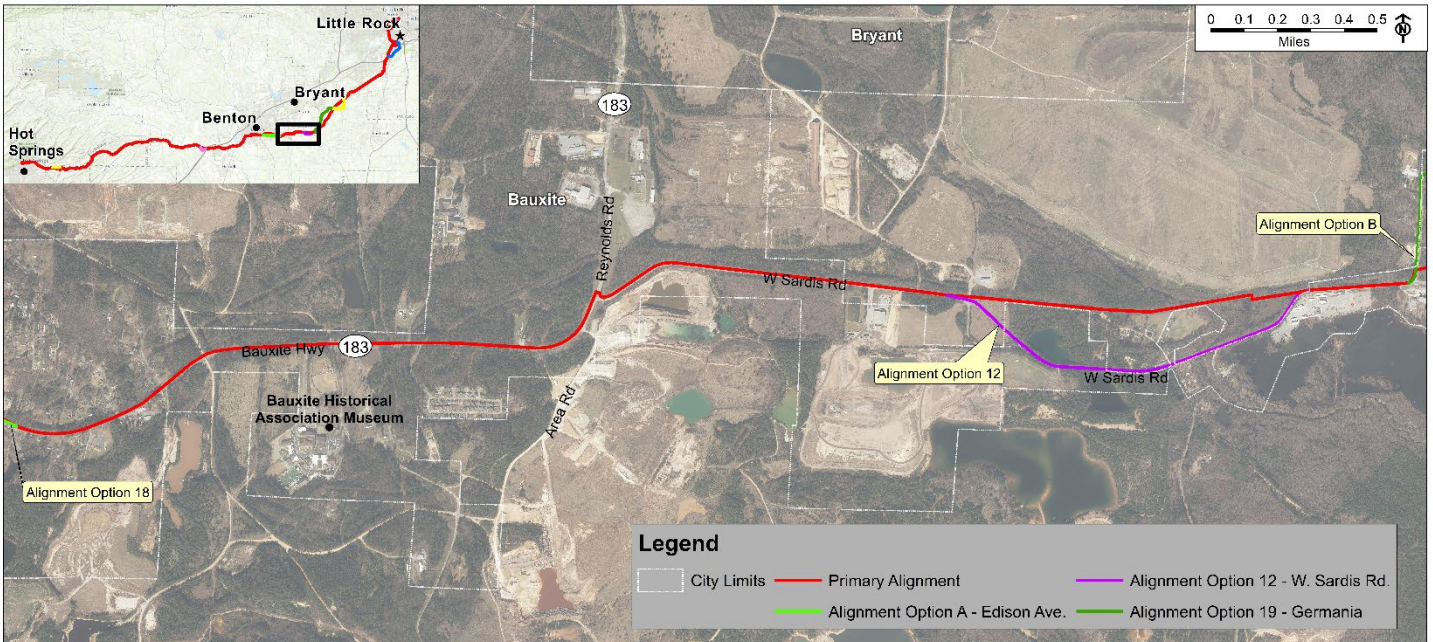 Little Rock
Bryant
Benton
Hot
Springs
0 0.1 0.2 0.3 0.4 0.5
Miles
N
Bryant
183
Bauxite
Reynolds Rd
W Sardis Rd
Alignment Option B
Bauxite Hwy
183
Alignment Option 12
W Sardis Rd
Bauxite Historical
Association Museum
Area Rd
Alignment Option 18
Legend
City Limits
Primary Alignment
Alignment Option 12 - W. Sardis Rd.
Alignment Option A - Edison Ave.
Alignment Option 19 - Germania